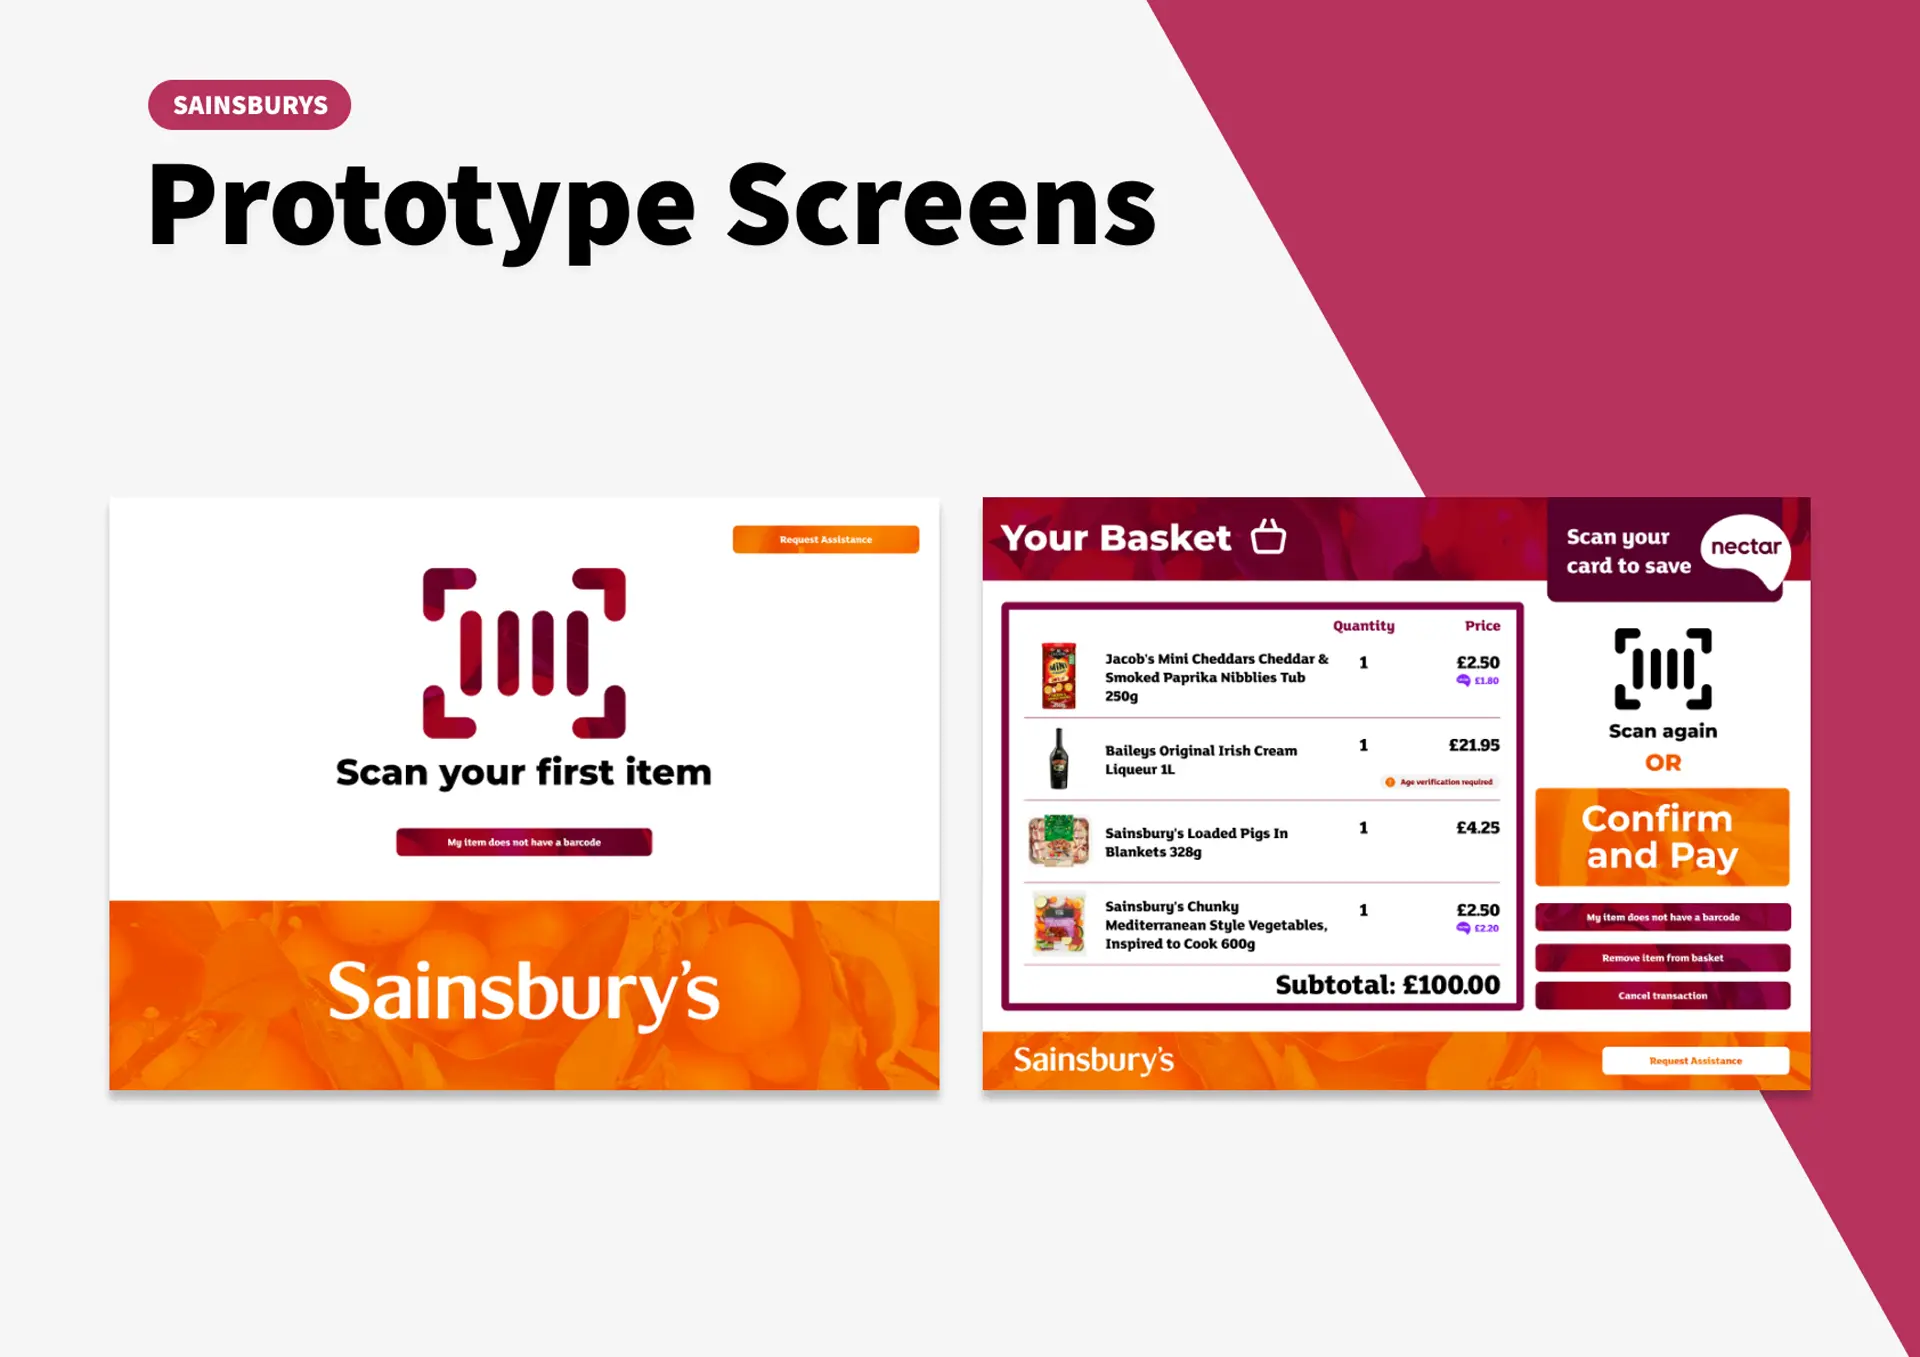 SAINSBURYS
Prototype Screens
Request Assistance
Scan your first item
My item does not have a barcode
Sainsbury's
Your Basket
Scan your
card to save
nectar
Quantity Price
Jacob's Mini Cheddars Cheddar &
Smoked Paprika Nibblies Tub
250g
1 £2.50
£1.80
Baileys Original Irish Cream
Liqueur 1L
1 £21.95
Age verification required
Sainsbury's Loaded Pigs In
Blankets 328g
1 £4.25
Sainsbury's Chunky
Mediterranean Style Vegetables,
Inspired to Cook 600g
1 £2.50
£2.20
Subtotal: £100.00
Scan again
OR
Confirm
and Pay
My item does not have a barcode
Remove item from basket
Cancel transaction
Sainsbury's
Request Assistance